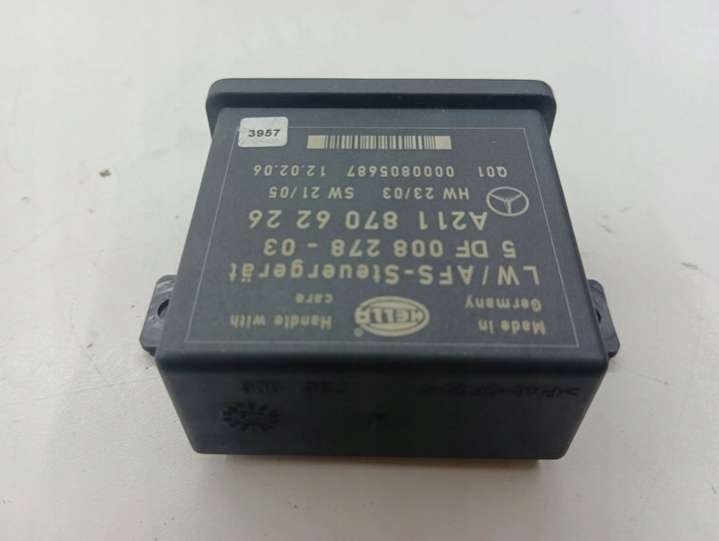 Made in
Germany
HELLA
Handle with
care
LW/AFS-Steuergerät
5 DF 008 278 - 03
A211 870 62 26
HW 23/03 SW 21/05
Q01 0000805687 12.02.06
3957